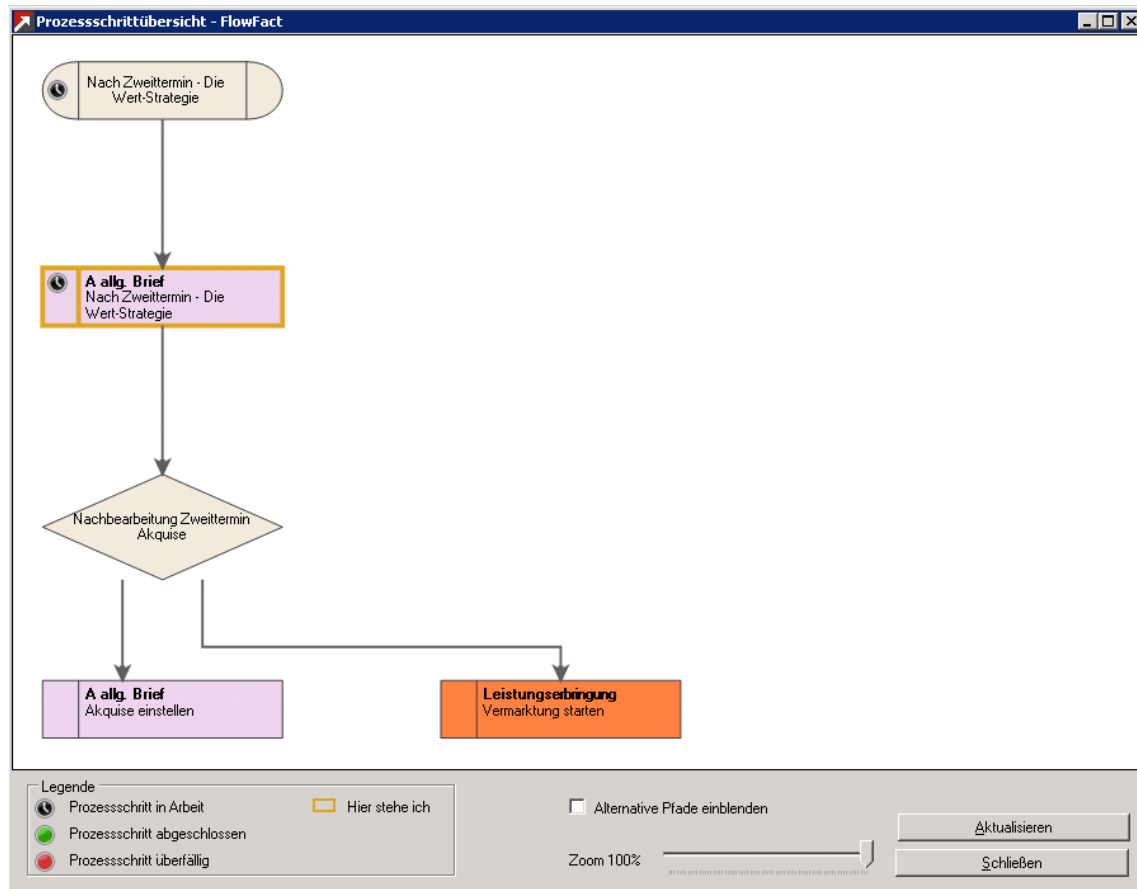 Prozessschrittübersicht - FlowFact
Nach Zweittermin - Die
Wert-Strategie
A allg. Brief
Nach Zweittermin - Die
Wert-Strategie
Nachbearbeitung Zweittermin
Akquise
A allg. Brief
Akquise einstellen
Leistungserbringung
Vermarktung starten
Legende
Prozessschritt in Arbeit
Hier stehe ich
Prozessschritt abgeschlossen
Prozessschritt überfällig
Alternative Pfade einblenden
Zoom 100%
Aktualisieren
Schließen